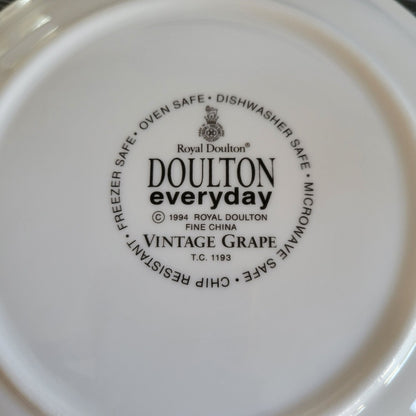 FREEZER SAFE • OVEN SAFE • DISHWASHER SAFE • MICROWAVE SAFE • CHIP RESISTANT •
Royal Doulton®
DOULTON
everyday
© 1994 ROYAL DOULTON
FINE CHINA
VINTAGE GRAPE
T.C. 1193